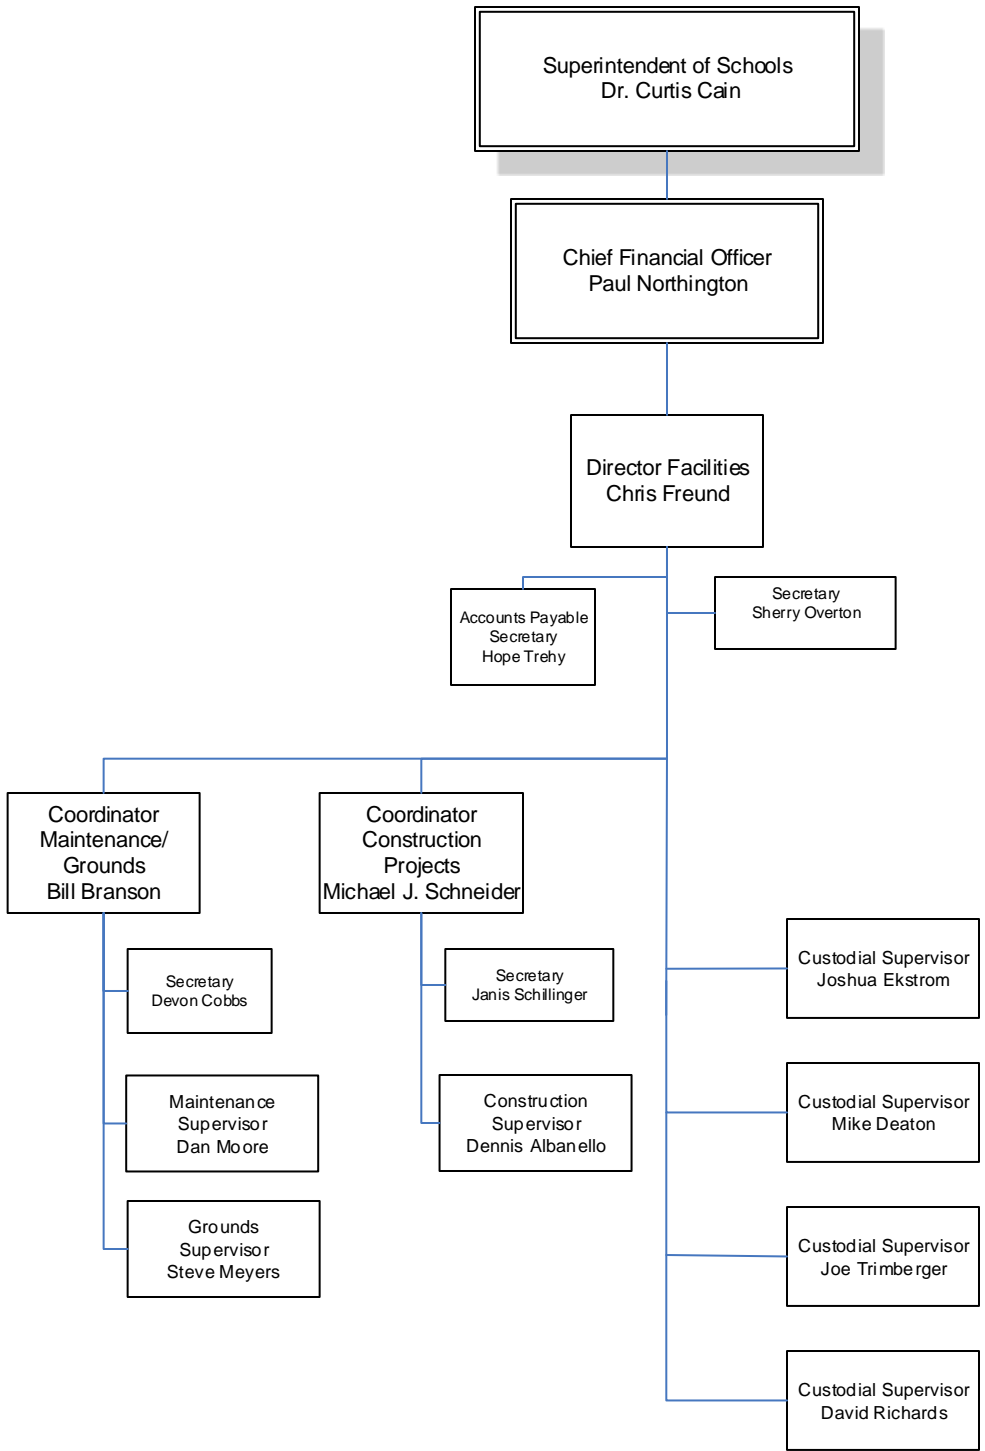 Superintendent of Schools
Dr. Curtis Cain
Chief Financial Officer
Paul Northington
Director Facilities
Chris Freund
Accounts Payable
Secretary
Hope Trehy
Secretary
Sherry Overton
Coordinator
Maintenance/
Grounds
Bill Branson
Coordinator
Construction
Projects
Michael J. Schneider
Secretary
Devon Cobbs
Maintenance
Supervisor
Dan Moore
Grounds
Supervisor
Steve Meyers
Secretary
Janis Schillinger
Construction
Supervisor
Dennis Albanello
Custodial Supervisor
Joshua Ekstrom
Custodial Supervisor
Mike Deaton
Custodial Supervisor
Joe Trimberger
Custodial Supervisor
David Richards